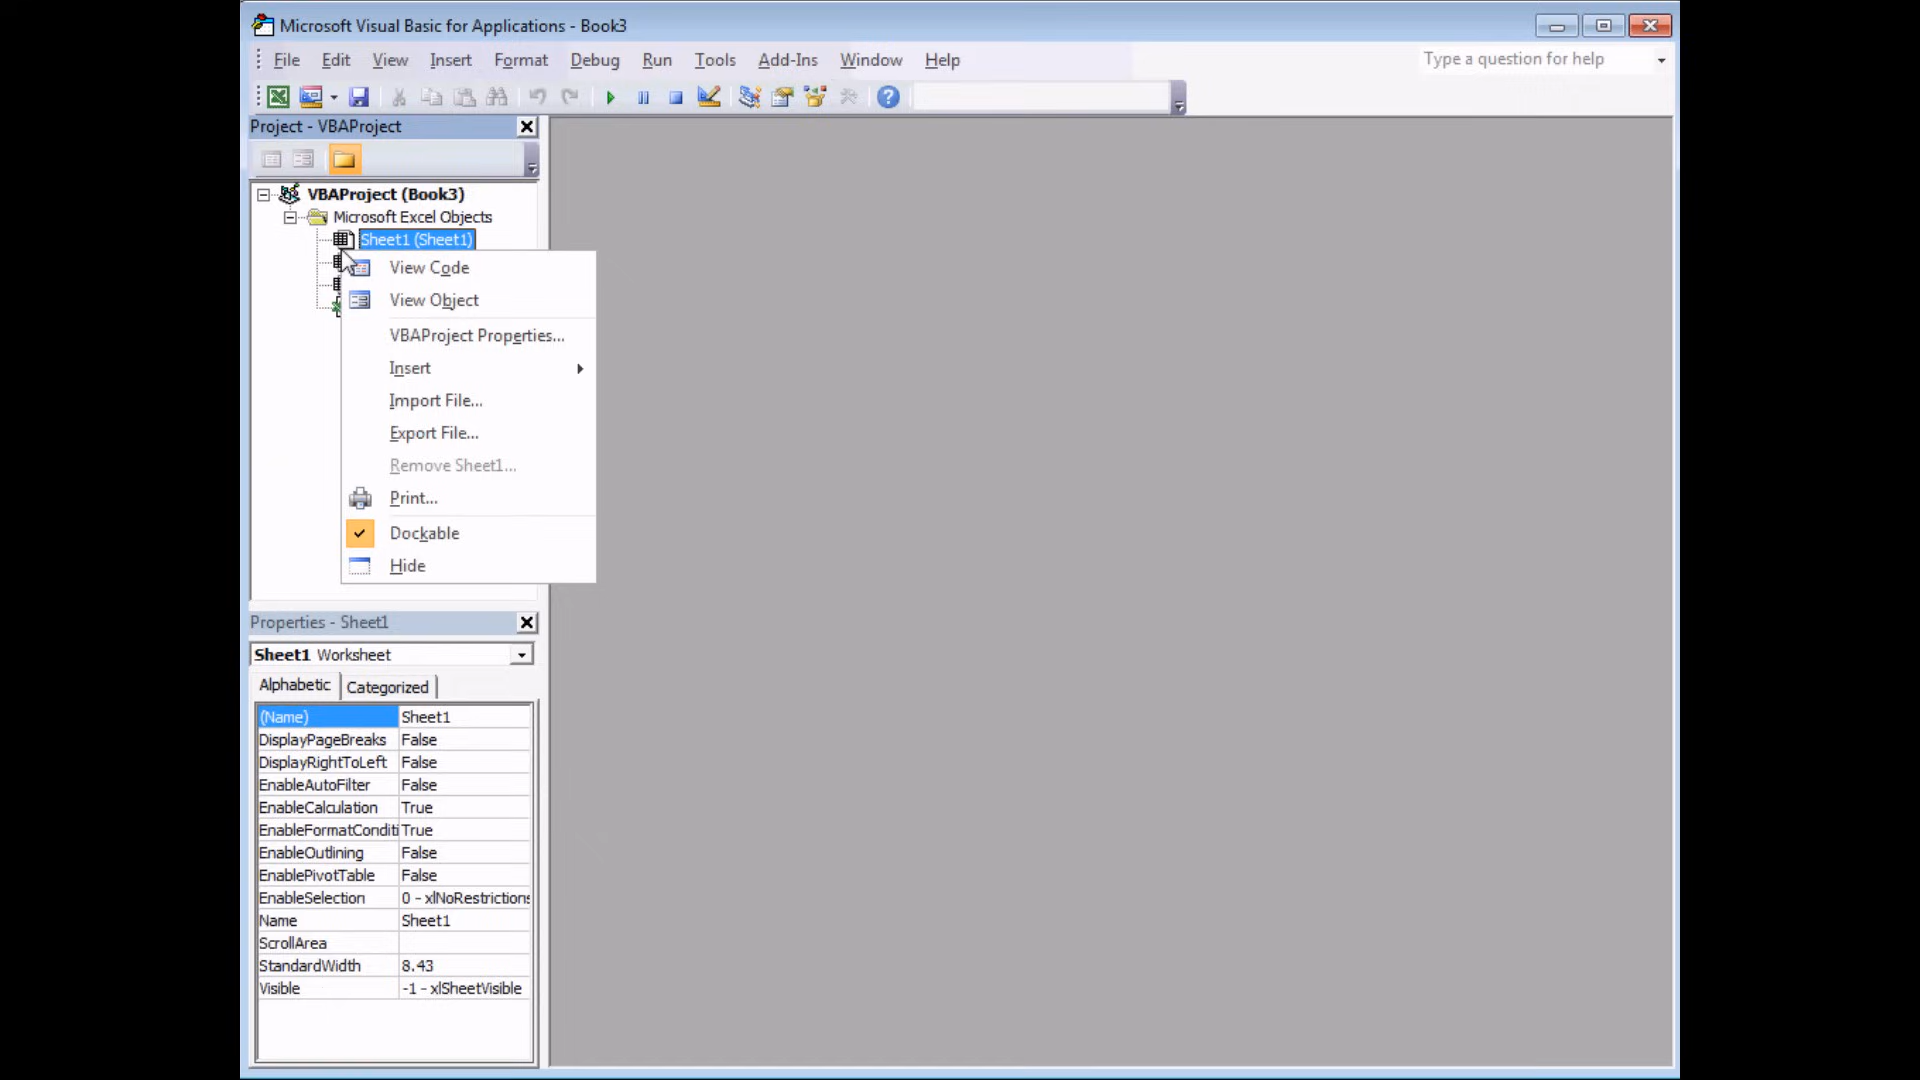 Microsoft Visual Basic for Applications - Book3
File Edit View Insert Format Debug Run Tools Add-Ins Window Help
Type a question for help
Project - VBAProject
VBAProject (Book3)
Microsoft Excel Objects
Sheet1 (Sheet1)
View Code
View Object
VBAProject Properties...
Insert
Import File...
Export File...
Remove Sheet1...
Print...
Dockable
Hide
Properties - Sheet1
Sheet1 Worksheet
Alphabetic Categorized
(Name) Sheet1
DisplayPageBreaks False
DisplayRightToLeft False
EnableAutoFilter False
EnableCalculation True
EnableFormatConditi True
EnableOutlining False
EnablePivotTable False
EnableSelection 0 - xlNoRestrictions
Name Sheet1
ScrollArea
StandardWidth 8.43
Visible -1 - xlSheetVisible